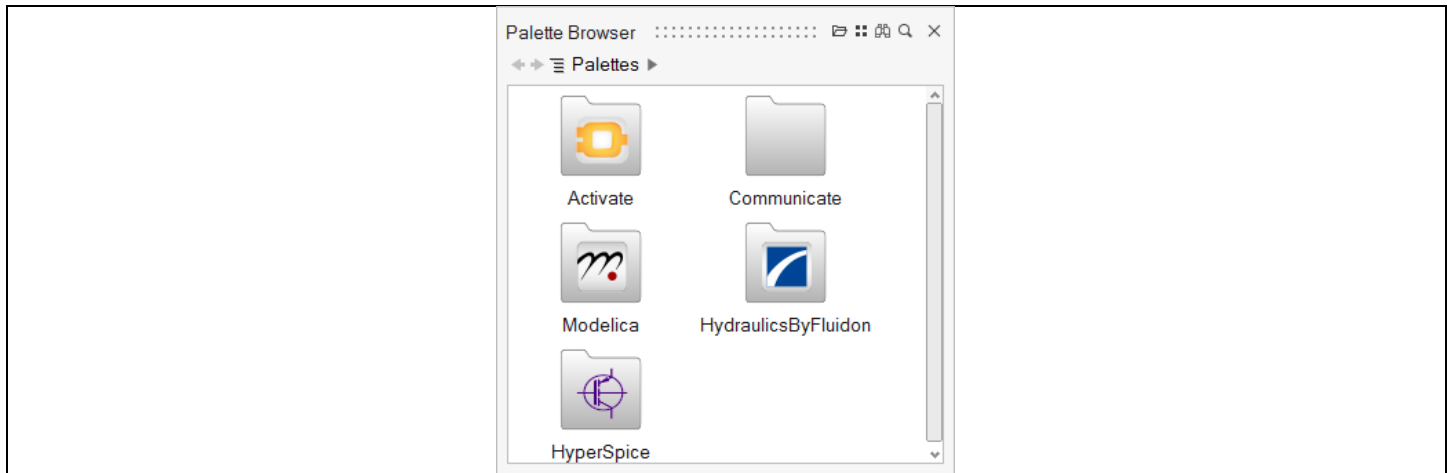 Palette Browser
Palettes
Activate
Communicate
Modelica
HydraulicsByFluidon
HyperSpice